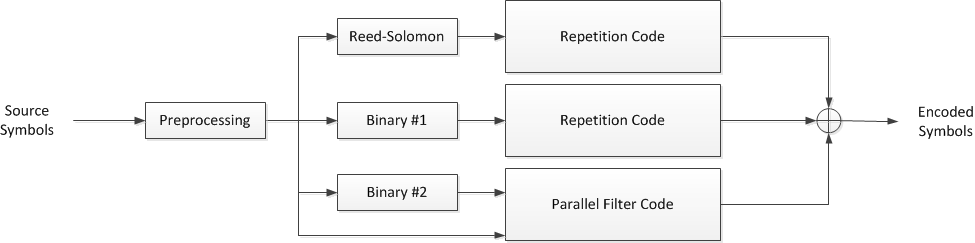 Source
Symbols
Preprocessing
Reed-Solomon
Repetition Code
Binary #1
Repetition Code
Binary #2
Parallel Filter Code
Encoded
Symbols